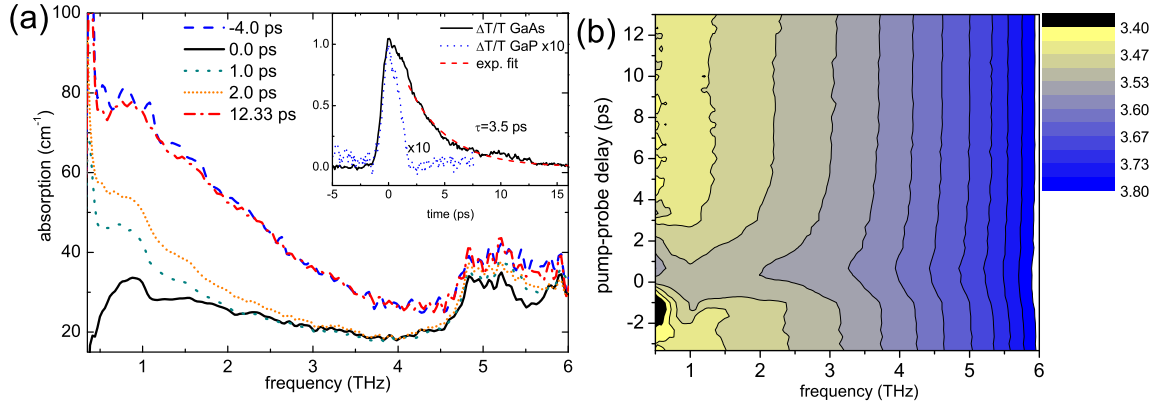 (a)
-4.0 ps
0.0 ps
1.0 ps
2.0 ps
12.33 ps
ΔT/T GaAs
ΔT/T GaP x10
exp. fit
τ=3.5 ps
x10
1.0
0.5
0.0
-5 0 5 10 15
time (ps)
absorption (cm⁻¹)
100
80
60
40
20
1 2 3 4 5 6
frequency (THz)
(b)
pump-probe delay (ps)
12
10
8
6
4
2
0
-2
1 2 3 4 5 6
frequency (THz)
3.40
3.47
3.53
3.60
3.67
3.73
3.80